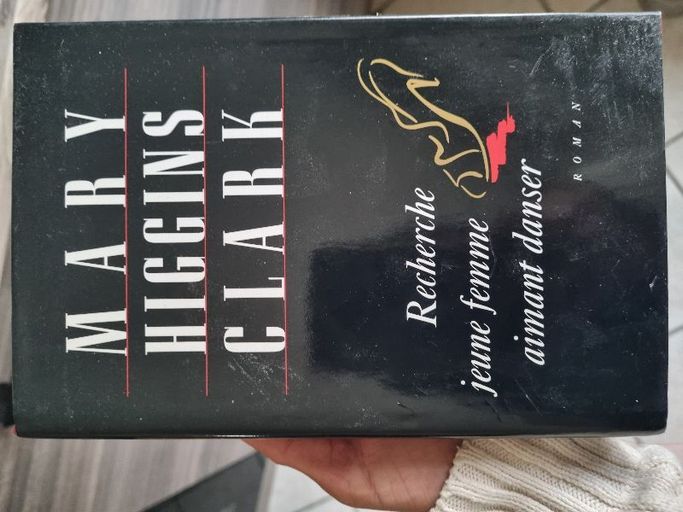 MARY
HIGGINS
CLARK
Recherche
jeune femme
aimant danser
ROMAN